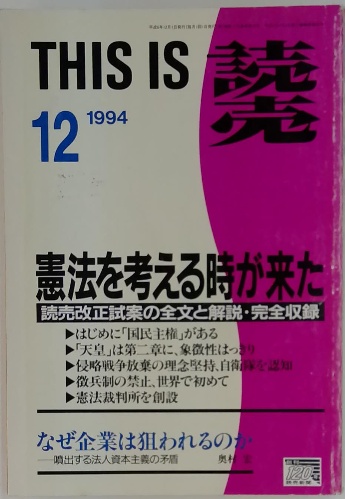 THIS IS 読売
12 1994
憲法を考える時が来た
読売改正試案の全文と解説・完全収録
▶はじめに「国民主権」がある
▶「天皇」は第二章に、象徴性はっきり
▶侵略戦争放棄の理念堅持、自衛隊を認知
▶徴兵制の禁止、世界で初めて
▶憲法裁判所を創設
なぜ企業は狙われるのか
──噴出する法人資本主義の矛盾 奥村 宏
120